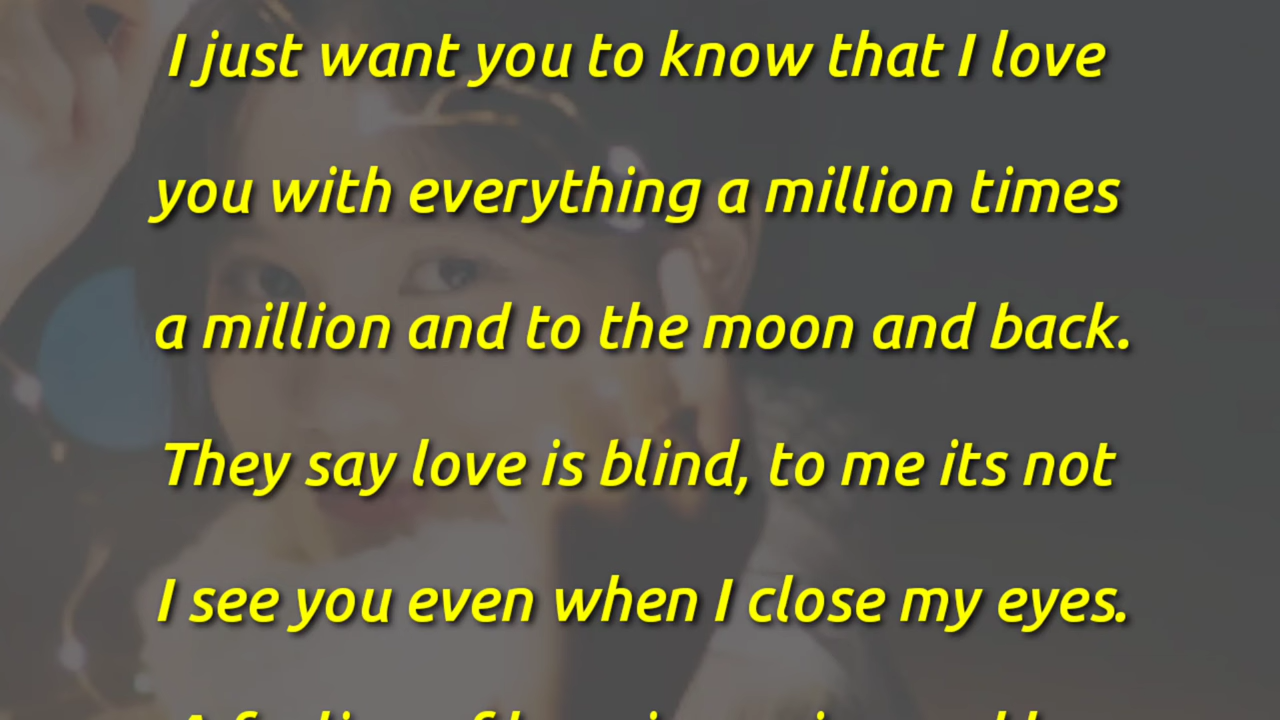 I just want you to know that I love
you with everything a million times
a million and to the moon and back.
They say love is blind, to me its not
I see you even when I close my eyes.